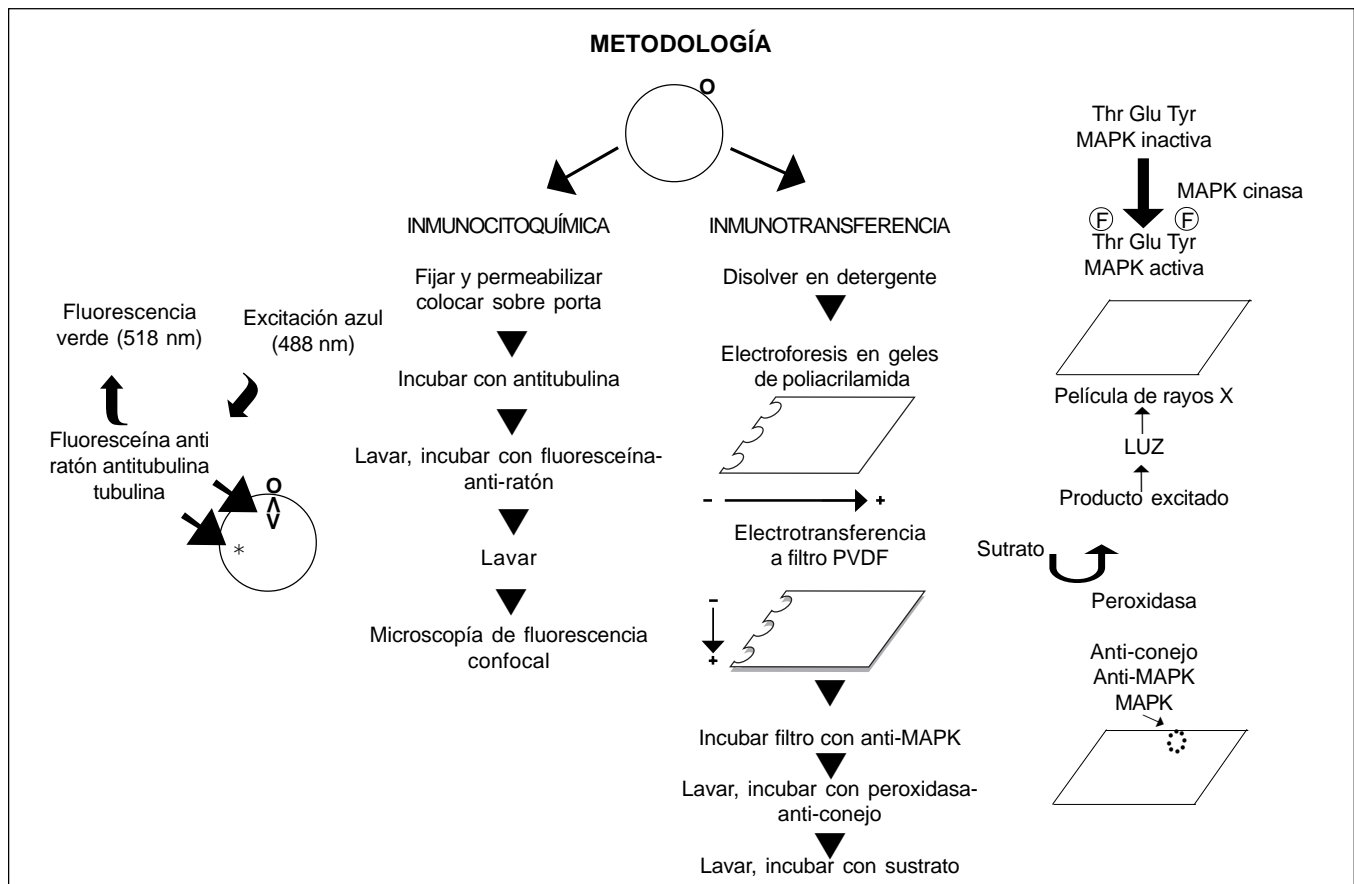 METODOLOGÍA
O
INMUNOCITOQUÍMICA
Fijar y permeabilizar
colocar sobre porta
Incubar con antitubulina
Lavar, incubar con fluoresceína-
anti-ratón
Lavar
Microscopía de fluorescencia
confocal
Fluorescencia
verde (518 nm)
Excitación azul
(488 nm)
Fluoresceína anti
ratón antitubulina
tubulina
O
*
INMUNOTRANSFERENCIA
Disolver en detergente
Electroforesis en geles
de poliacrilamida
- +
Electrotransferencia
a filtro PVDF
-
+
Incubar filtro con anti-MAPK
Lavar, incubar con peroxidasa-
anti-conejo
Lavar, incubar con sustrato
Thr Glu Tyr
MAPK inactiva
MAPK cinasa
F F
Thr Glu Tyr
MAPK activa
Película de rayos X
LUZ
Producto excitado
Sutrato
Peroxidasa
Anti-conejo
Anti-MAPK
MAPK